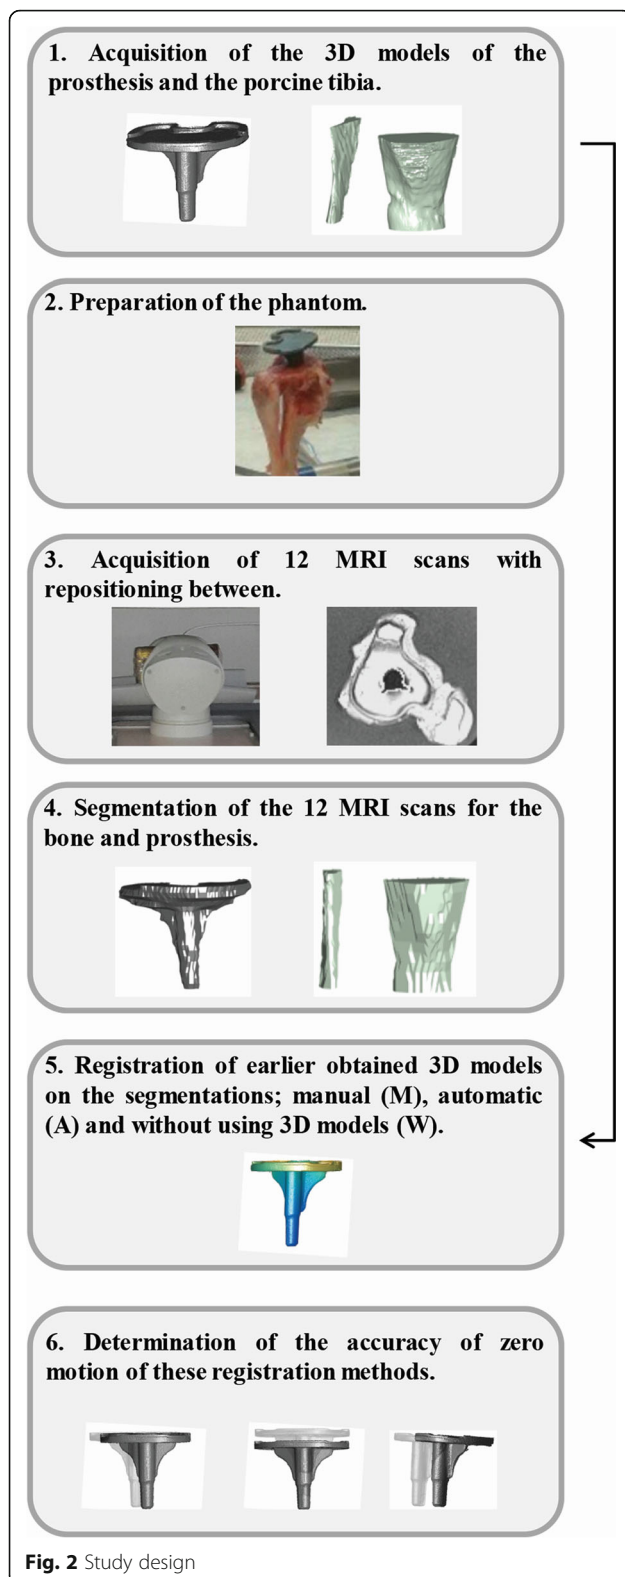 1. Acquisition of the 3D models of the
prosthesis and the porcine tibia.
2. Preparation of the phantom.
3. Acquisition of 12 MRI scans with
repositioning between.
4. Segmentation of the 12 MRI scans for the
bone and prosthesis.
5. Registration of earlier obtained 3D models
on the segmentations; manual (M), automatic
(A) and without using 3D models (W).
6. Determination of the accuracy of zero
motion of these registration methods.
Fig. 2 Study design